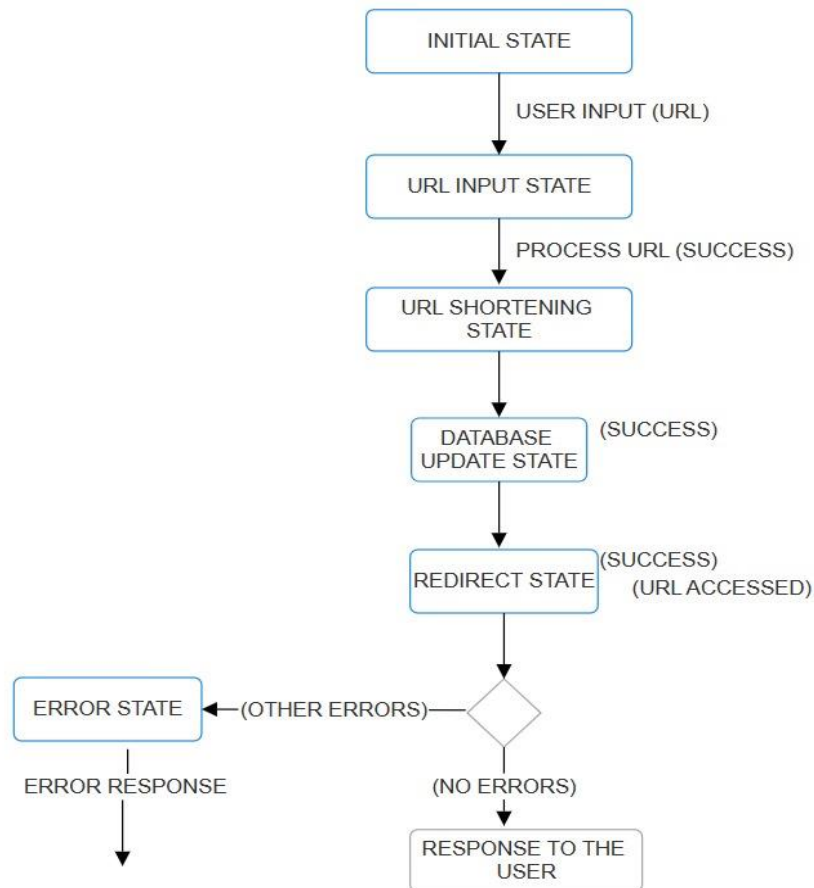 INITIAL STATE
USER INPUT (URL)
URL INPUT STATE
PROCESS URL (SUCCESS)
URL SHORTENING
STATE
DATABASE
UPDATE STATE
(SUCCESS)
REDIRECT STATE
(SUCCESS)
(URL ACCESSED)
ERROR STATE
(OTHER ERRORS)
ERROR RESPONSE
(NO ERRORS)
RESPONSE TO THE
USER